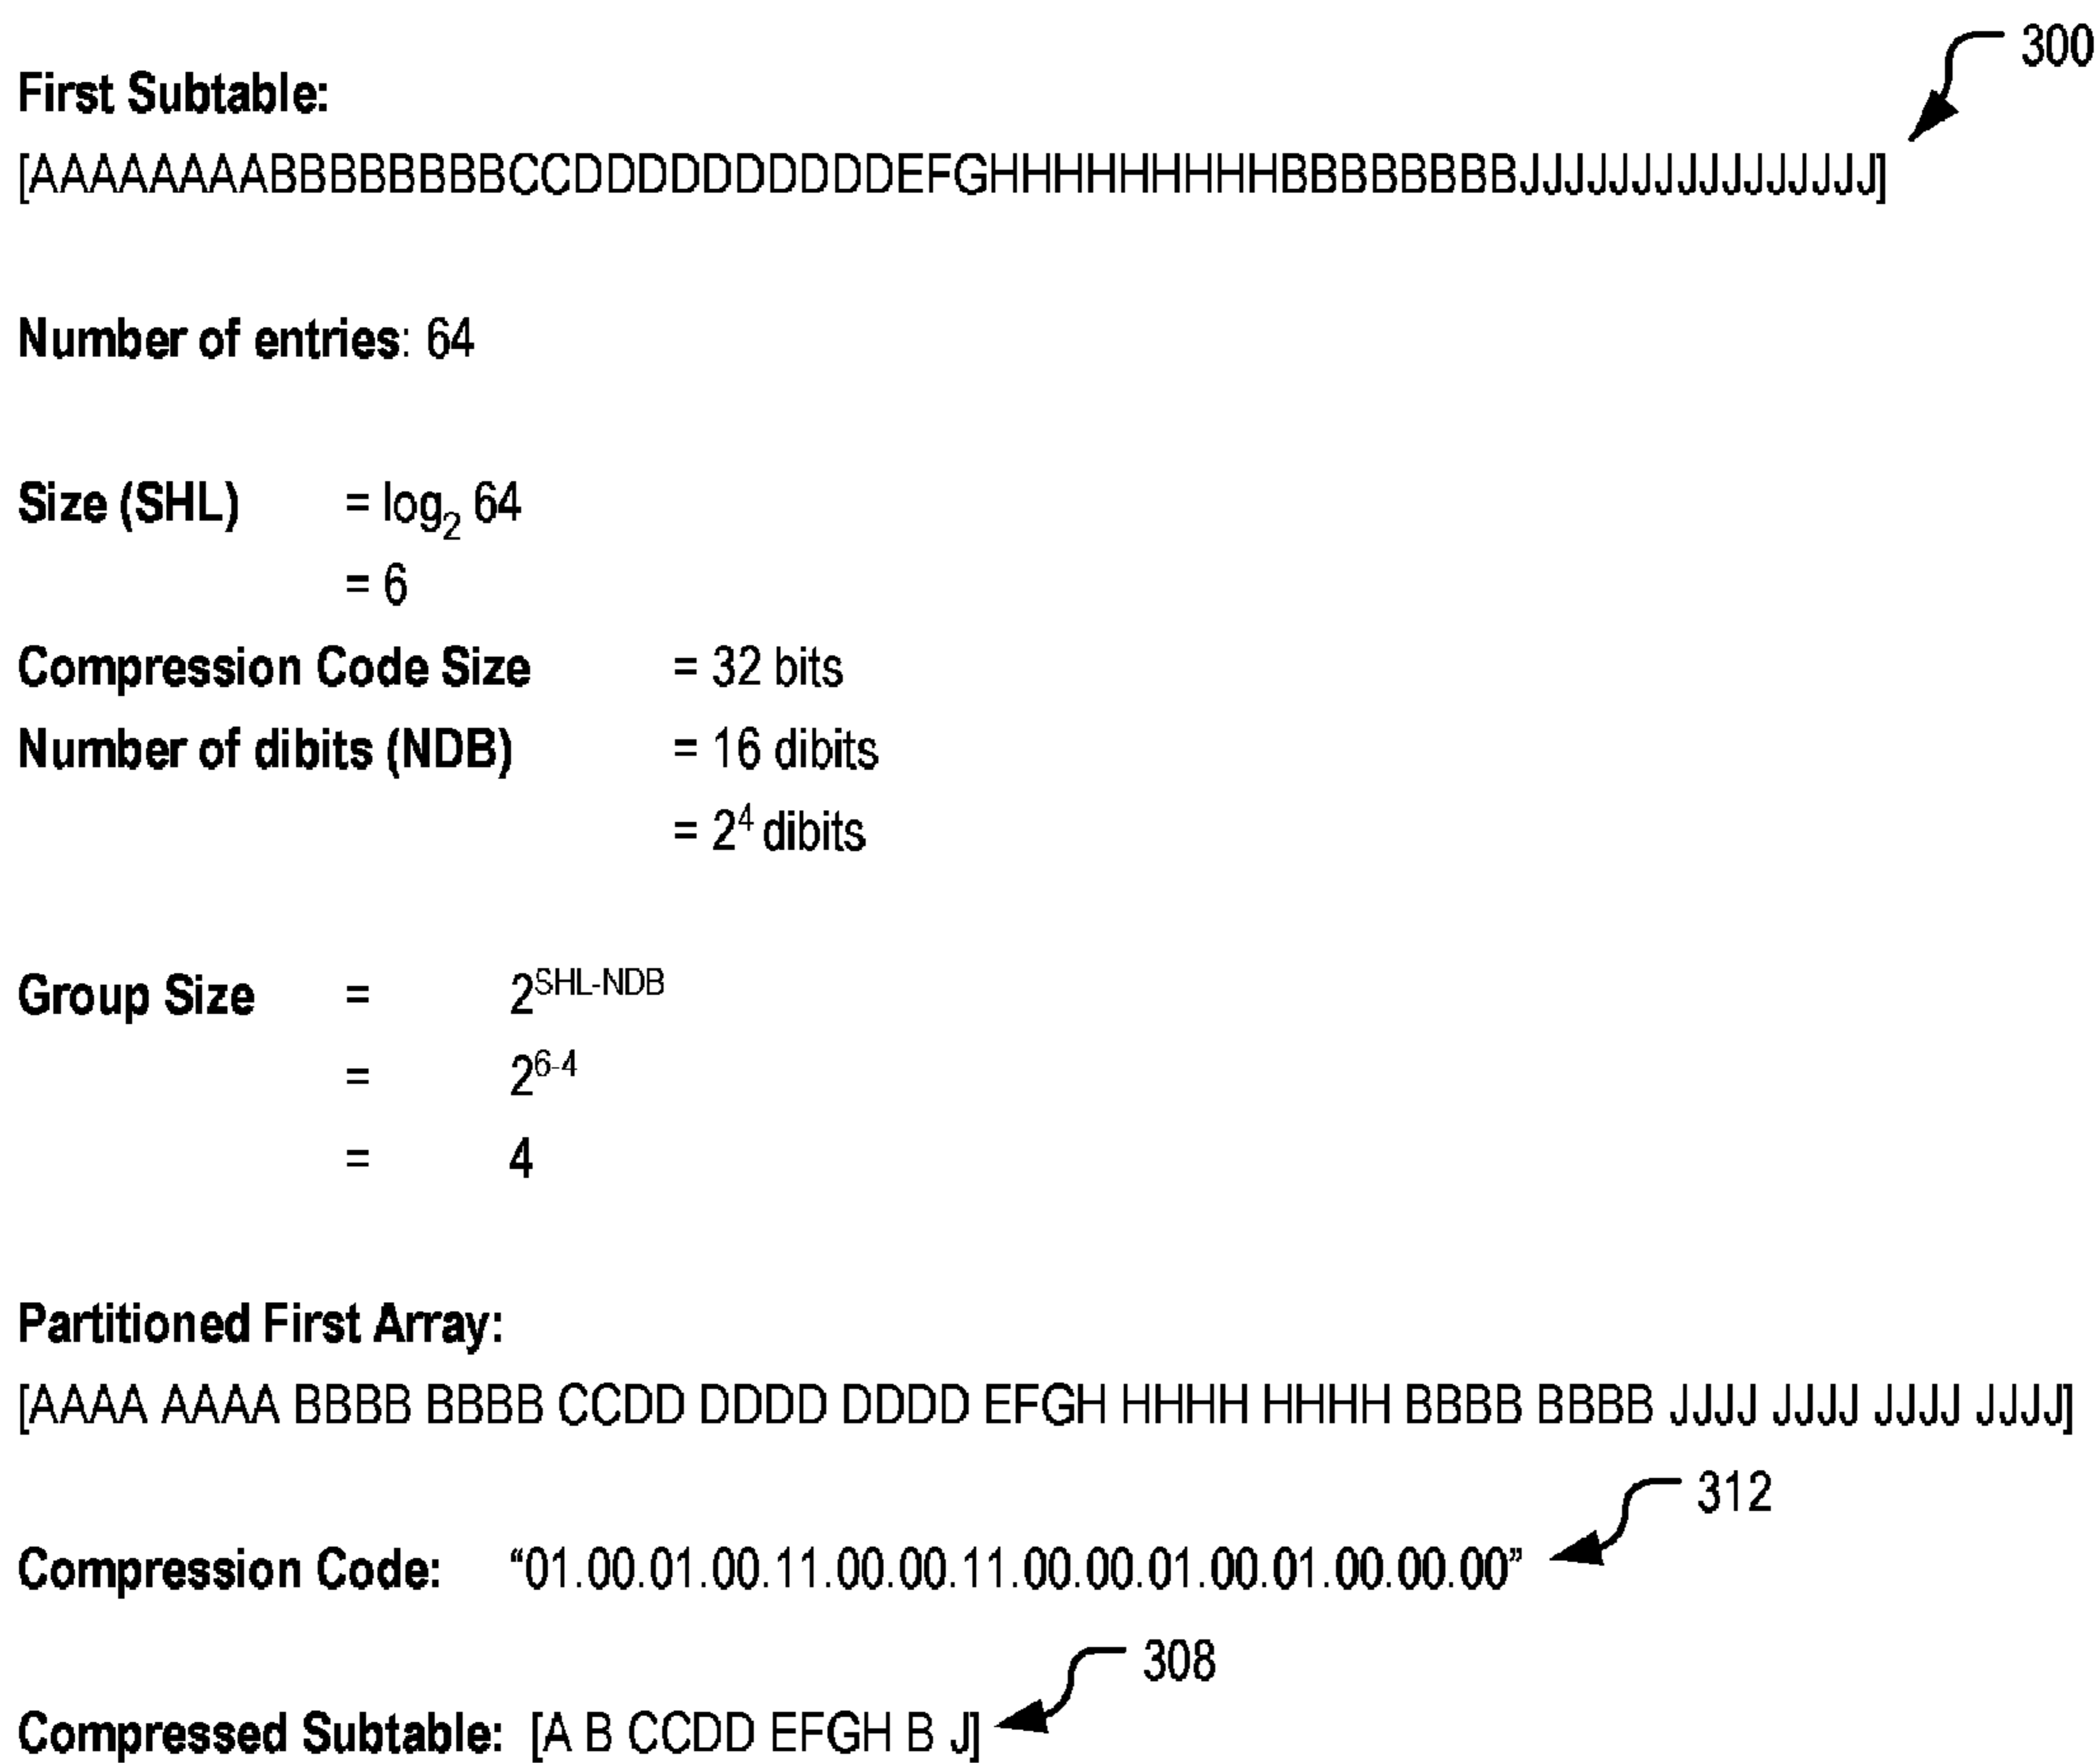 300
First Subtable:
[AAAAAAAABBBBBBBBCCDDDDDDDDDDEFGHHHHHHHHHBBBBBBBBJJJJJJJJJJJJJJJJ]
Number of entries: 64
Size (SHL) = log₂ 64
= 6
Compression Code Size = 32 bits
Number of dibits (NDB) = 16 dibits
= 2⁴ dibits
Group Size = 2^SHL-NDB
= 2^6-4
= 4
Partitioned First Array:
[AAAA AAAA BBBB BBBB CCDD DDDD DDDD EFGH HHHH HHHH BBBB BBBB JJJJ JJJJ JJJJ JJJJ]
312
Compression Code: “01.00.01.00.11.00.00.11.00.00.01.00.01.00.00.00”
308
Compressed Subtable: [A B CCDD EFGH B J]